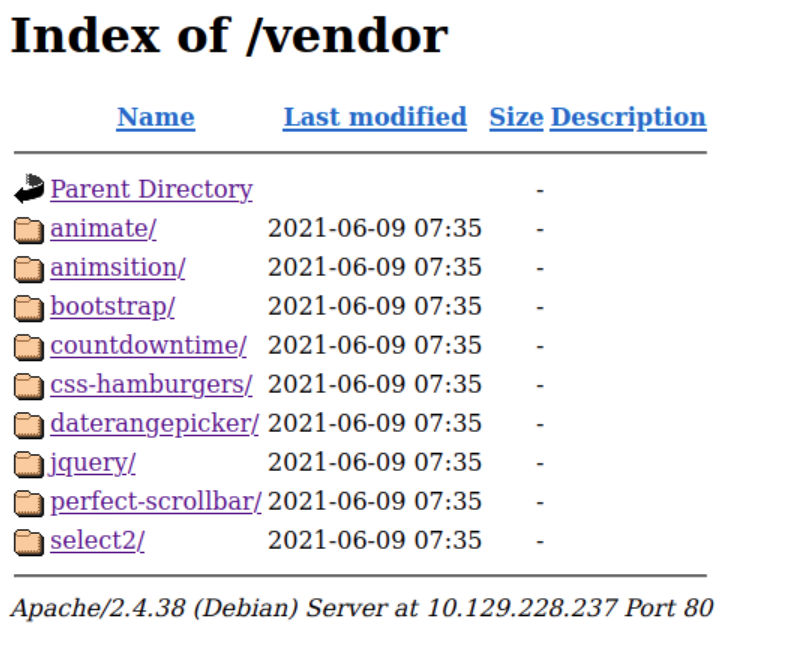 Index of /vendor
Name Last modified Size Description
Parent Directory -
animate/ 2021-06-09 07:35 -
animsition/ 2021-06-09 07:35 -
bootstrap/ 2021-06-09 07:35 -
countdowntime/ 2021-06-09 07:35 -
css-hamburgers/ 2021-06-09 07:35 -
daterangepicker/ 2021-06-09 07:35 -
jquery/ 2021-06-09 07:35 -
perfect-scrollbar/ 2021-06-09 07:35 -
select2/ 2021-06-09 07:35 -
Apache/2.4.38 (Debian) Server at 10.129.228.237 Port 80